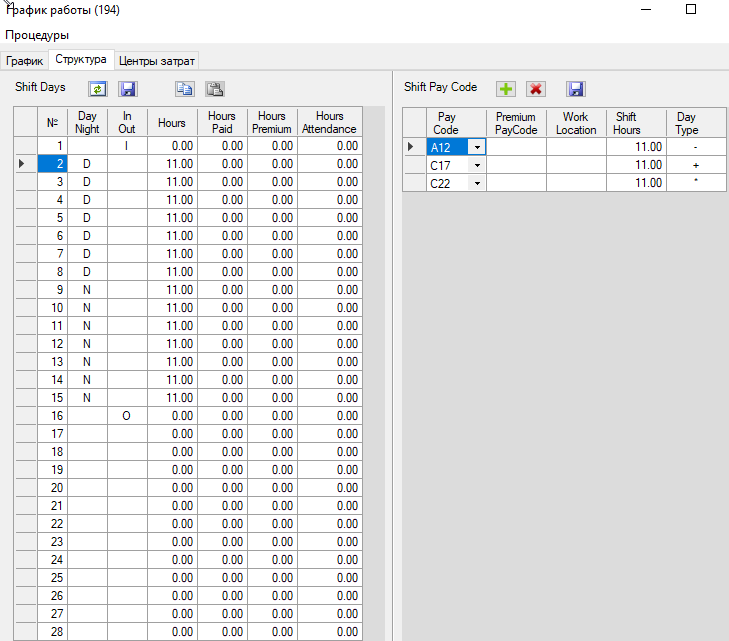 График работы (194)
Процедуры
График Структура Центры затрат
Shift Days
Shift Pay Code
№ Day Night In Out Hours Hours Paid Hours Premium Hours Attendance
1 I 0.00 0.00 0.00 0.00
2 D 11.00 0.00 0.00 0.00
3 D 11.00 0.00 0.00 0.00
4 D 11.00 0.00 0.00 0.00
5 D 11.00 0.00 0.00 0.00
6 D 11.00 0.00 0.00 0.00
7 D 11.00 0.00 0.00 0.00
8 D 11.00 0.00 0.00 0.00
9 N 11.00 0.00 0.00 0.00
10 N 11.00 0.00 0.00 0.00
11 N 11.00 0.00 0.00 0.00
12 N 11.00 0.00 0.00 0.00
13 N 11.00 0.00 0.00 0.00
14 N 11.00 0.00 0.00 0.00
15 N 11.00 0.00 0.00 0.00
16 O 0.00 0.00 0.00 0.00
17 0.00 0.00 0.00 0.00
18 0.00 0.00 0.00 0.00
19 0.00 0.00 0.00 0.00
20 0.00 0.00 0.00 0.00
21 0.00 0.00 0.00 0.00
22 0.00 0.00 0.00 0.00
23 0.00 0.00 0.00 0.00
24 0.00 0.00 0.00 0.00
25 0.00 0.00 0.00 0.00
26 0.00 0.00 0.00 0.00
27 0.00 0.00 0.00 0.00
28 0.00 0.00 0.00 0.00
Pay Code Premium PayCode Work Location Shift Hours Day Type
A12 11.00 -
C17 11.00 +
C22 11.00 *